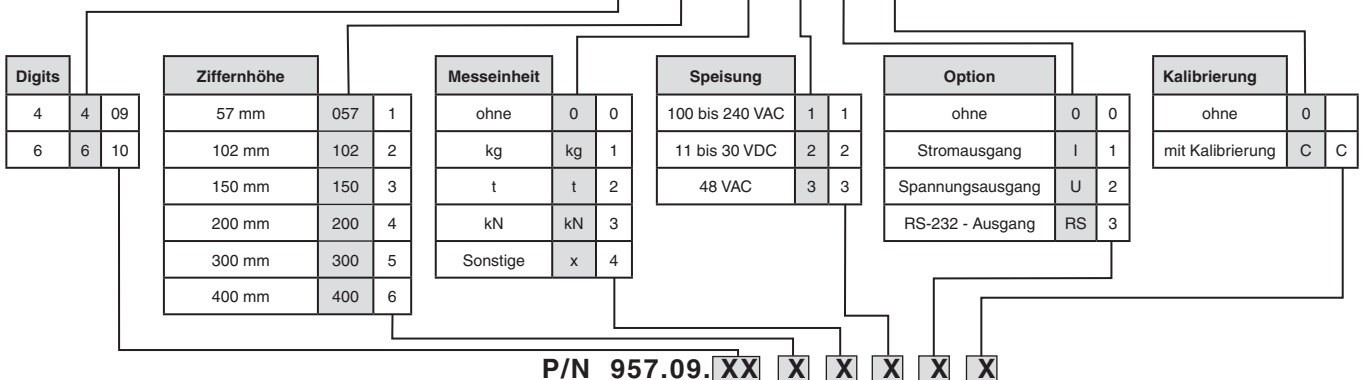 Digits Ziffernhöhe Messeinheit Speisung Option Kalibrierung
4 4 09 57 mm 057 1 ohne 0 0 100 bis 240 VAC 1 1 ohne 0 0 ohne 0
6 6 10 102 mm 102 2 kg kg 1 11 bis 30 VDC 2 2 Stromausgang I 1 mit Kalibrierung C C
150 mm 150 3 t t 2 48 VAC 3 3 Spannungsausgang U 2
200 mm 200 4 kN kN 3 RS-232 - Ausgang RS 3
300 mm 300 5 Sonstige x 4
400 mm 400 6
P/N 957.09. XX X X X X X